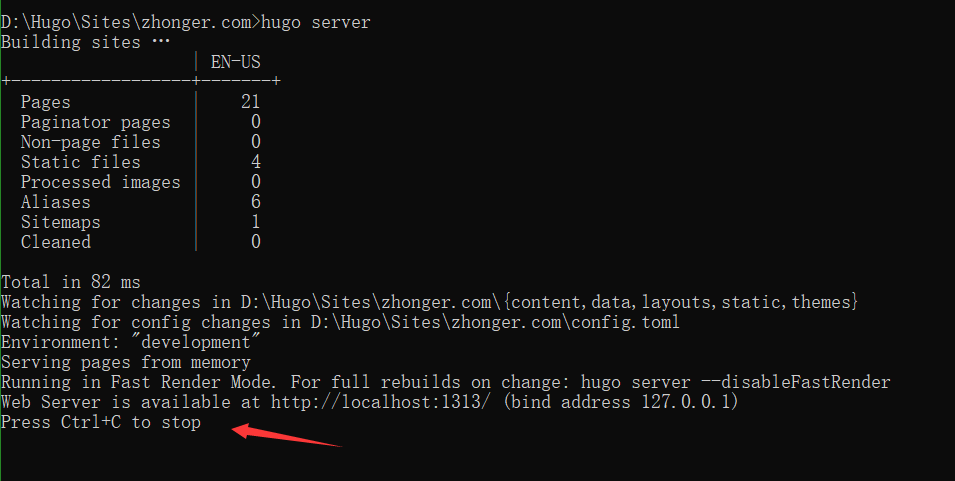 D:\Hugo\Sites\zhonger.com>hugo server
Building sites …
| EN-US
+------------------+-------+
Pages | 21
Paginator pages | 0
Non-page files | 0
Static files | 4
Processed images | 0
Aliases | 6
Sitemaps | 1
Cleaned | 0
Total in 82 ms
Watching for changes in D:\Hugo\Sites\zhonger.com\{content,data,layouts,static,themes}
Watching for config changes in D:\Hugo\Sites\zhonger.com\config.toml
Environment: "development"
Serving pages from memory
Running in Fast Render Mode. For full rebuilds on change: hugo server --disableFastRender
Web Server is available at http://localhost:1313/ (bind address 127.0.0.1)
Press Ctrl+C to stop